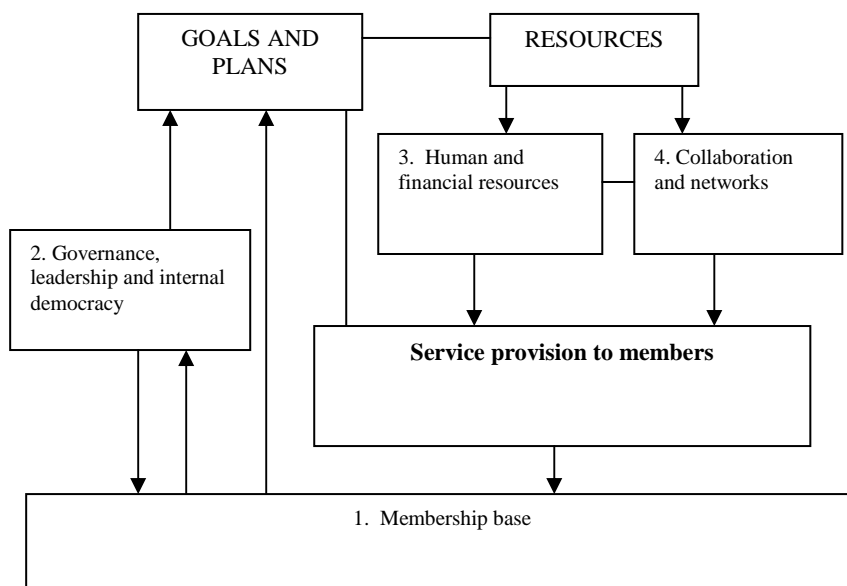 GOALS AND
PLANS
RESOURCES
3. Human and
financial resources
4. Collaboration
and networks
2. Governance,
leadership and internal
democracy
Service provision to members
1. Membership base